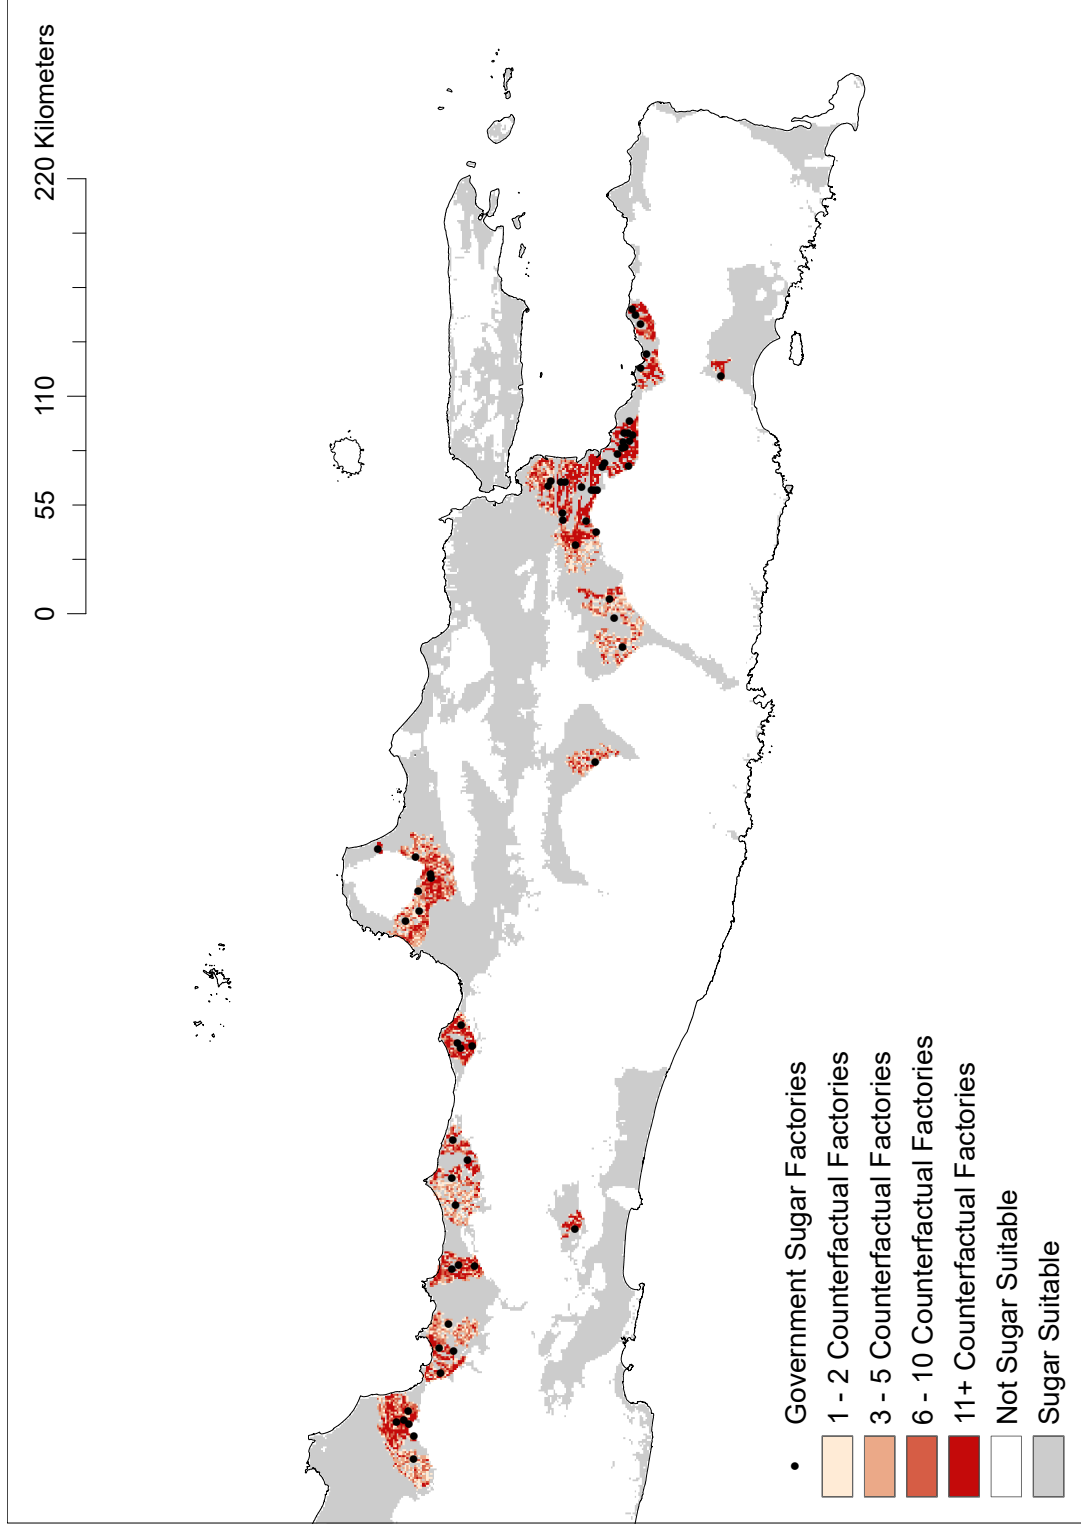 0 55 110 220 Kilometers
Government Sugar Factories
1 - 2 Counterfactual Factories
3 - 5 Counterfactual Factories
6 - 10 Counterfactual Factories
11+ Counterfactual Factories
Not Sugar Suitable
Sugar Suitable